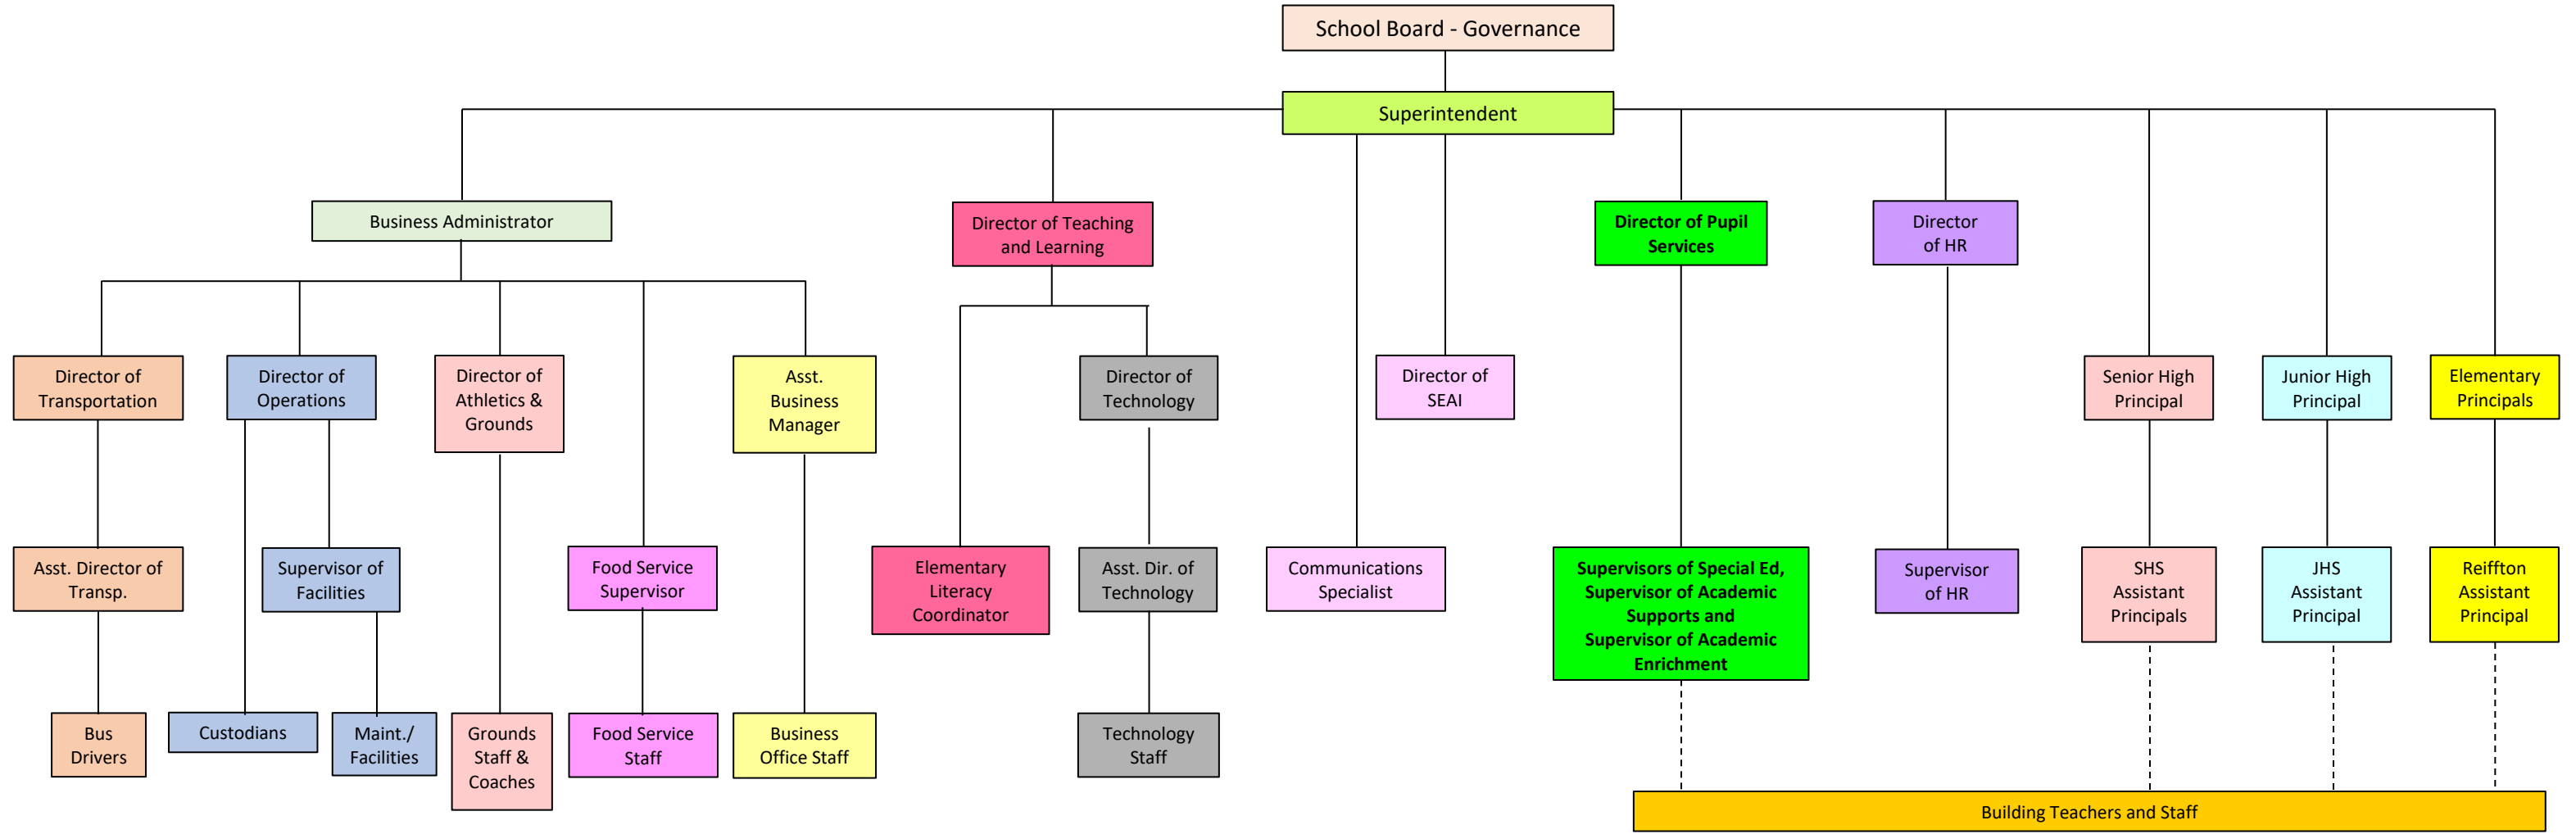 School Board - Governance
Superintendent
Business Administrator
Director of Teaching
and Learning
Director of Pupil
Services
Director
of HR
Director of
Transportation
Director of
Operations
Director of
Athletics &
Grounds
Asst.
Business
Manager
Director of
Technology
Director of
SEAI
Senior High
Principal
Junior High
Principal
Elementary
Principals
Asst. Director of
Transp.
Supervisor of
Facilities
Food Service
Supervisor
Elementary
Literacy
Coordinator
Asst. Dir. of
Technology
Communications
Specialist
Supervisors of Special Ed,
Supervisor of Academic
Supports and
Supervisor of Academic
Enrichment
Supervisor
of HR
SHS
Assistant
Principals
JHS
Assistant
Principal
Reiffton
Assistant
Principal
Bus
Drivers
Custodians
Maint./
Facilities
Grounds
Staff &
Coaches
Food Service
Staff
Business
Office Staff
Technology
Staff
Building Teachers and Staff